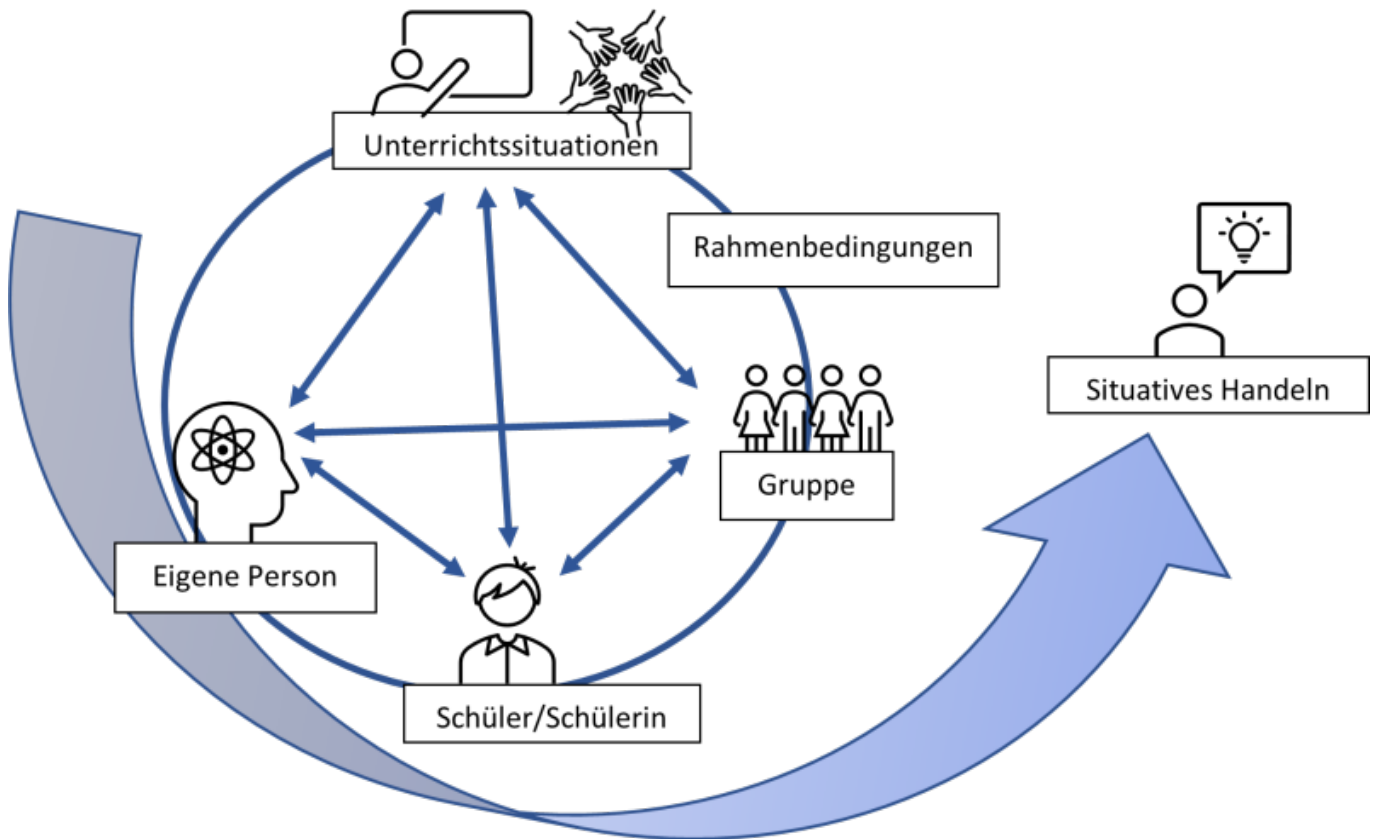 Unterrichtssituationen
Rahmenbedingungen
Situatives Handeln
Gruppe
Eigene Person
Schüler/Schülerin